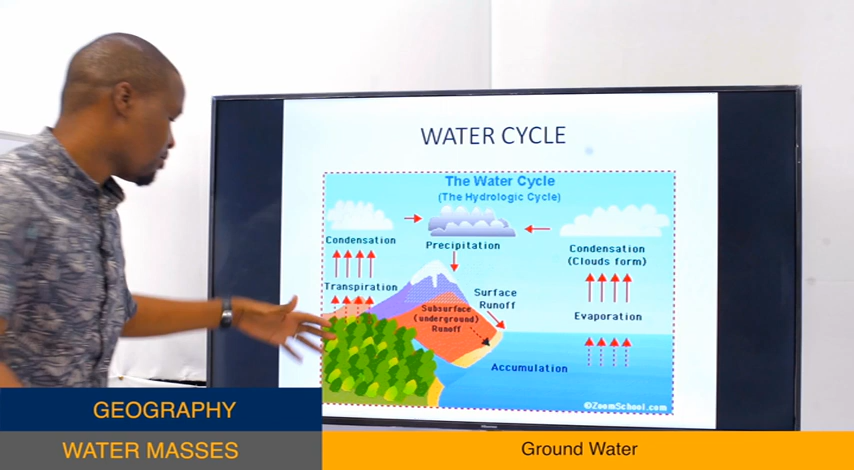 WATER CYCLE
The Water Cycle
(The Hydrologic Cycle)
Condensation
Precipitation
Condensation
(Clouds form)
Transpiration
Surface
Runoff
Subsurface
(underground)
Runoff
Evaporation
Accumulation
©ZoomSchool.com
GEOGRAPHY
WATER MASSES
Ground Water